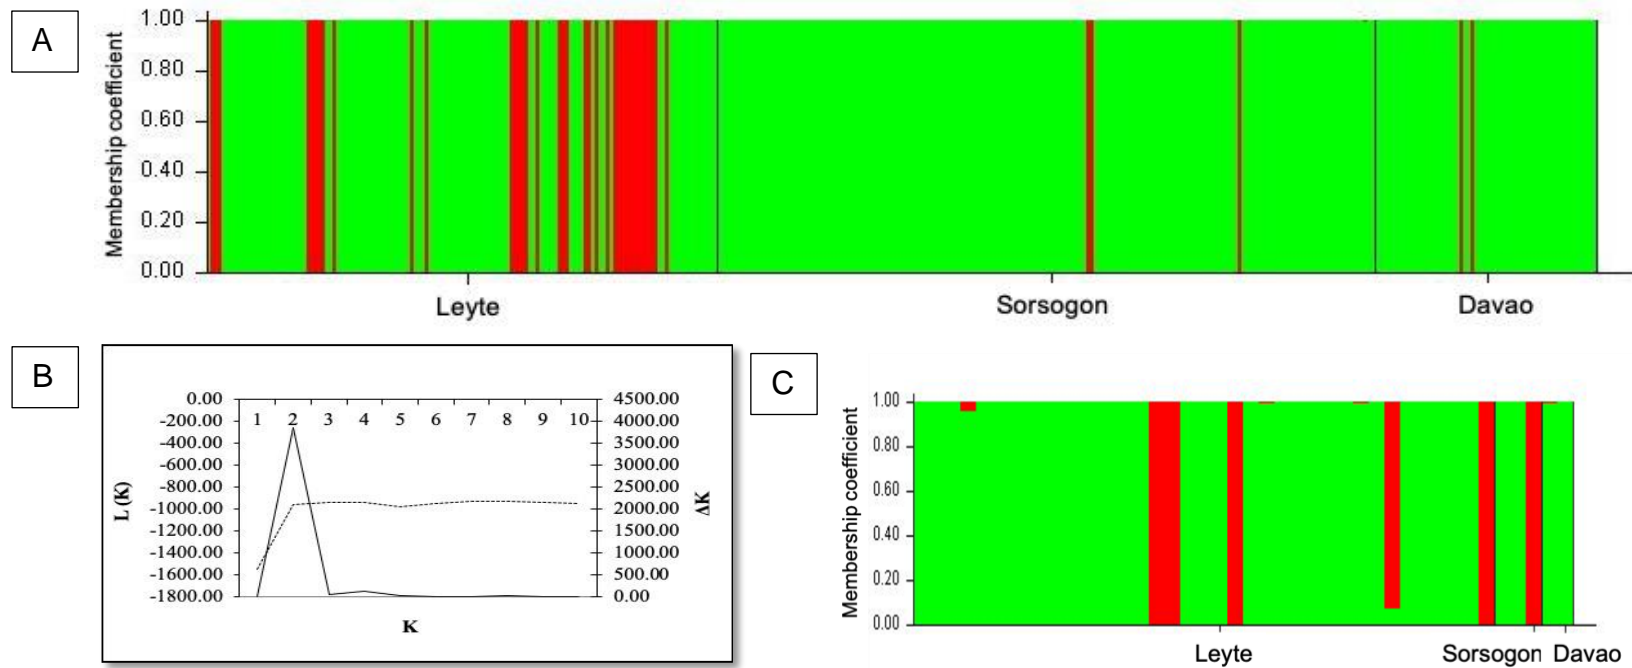 A
Membership coefficient
1.00
0.80
0.60
0.40
0.20
0.00
Leyte Sorsogon Davao
B
L (K)
0.00
-200.00
-400.00
-600.00
-800.00
-1000.00
-1200.00
-1400.00
-1600.00
-1800.00
1 2 3 4 5 6 7 8 9 10
4500.00
4000.00
3500.00
3000.00
2500.00
2000.00
1500.00
1000.00
500.00
0.00
ΔK
K
C
Membership coefficient
1.00
0.80
0.60
0.40
0.20
0.00
Leyte Sorsogon Davao